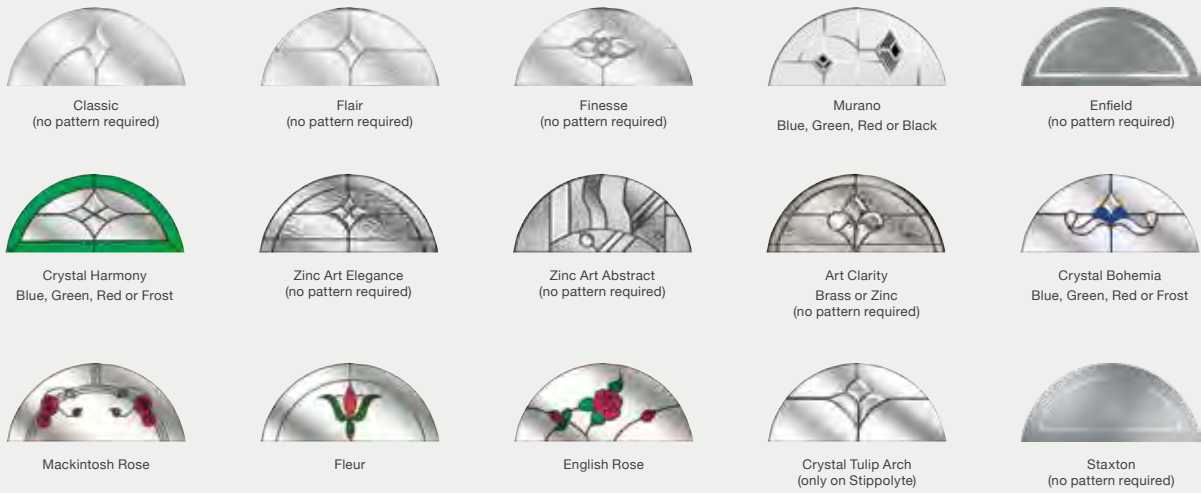 Classic
(no pattern required)
Flair
(no pattern required)
Finesse
(no pattern required)
Murano
Blue, Green, Red or Black
Enfield
(no pattern required)
Crystal Harmony
Blue, Green, Red or Frost
Zinc Art Elegance
(no pattern required)
Zinc Art Abstract
(no pattern required)
Art Clarity
Brass or Zinc
(no pattern required)
Crystal Bohemia
Blue, Green, Red or Frost
Mackintosh Rose
Fleur
English Rose
Crystal Tulip Arch
(only on Stippolyte)
Staxton
(no pattern required)